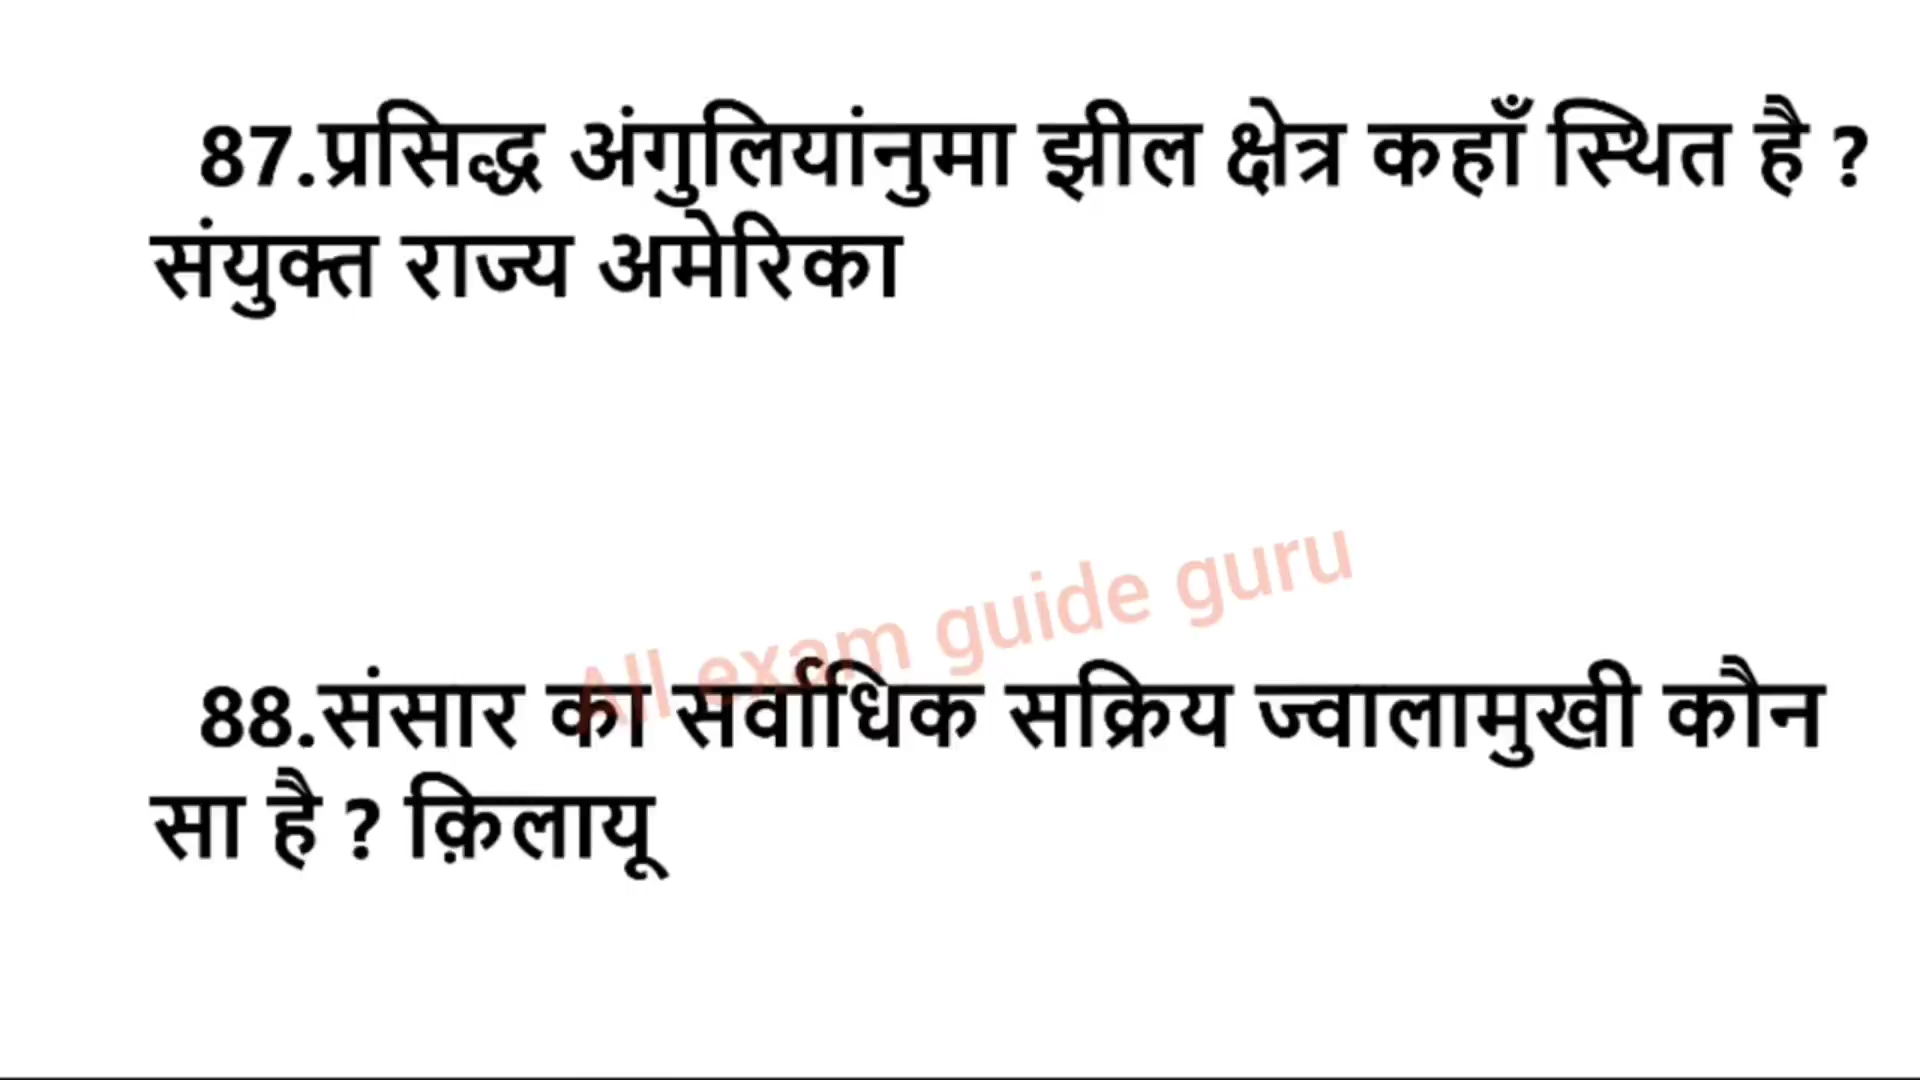 87.प्रसिद्ध अंगुलियांनुमा झील क्षेत्र कहाँ स्थित है ?
संयुक्त राज्य अमेरिका
All exam guide guru
88.संसार का सर्वाधिक सक्रिय ज्वालामुखी कौन
सा है ? क़िलायू